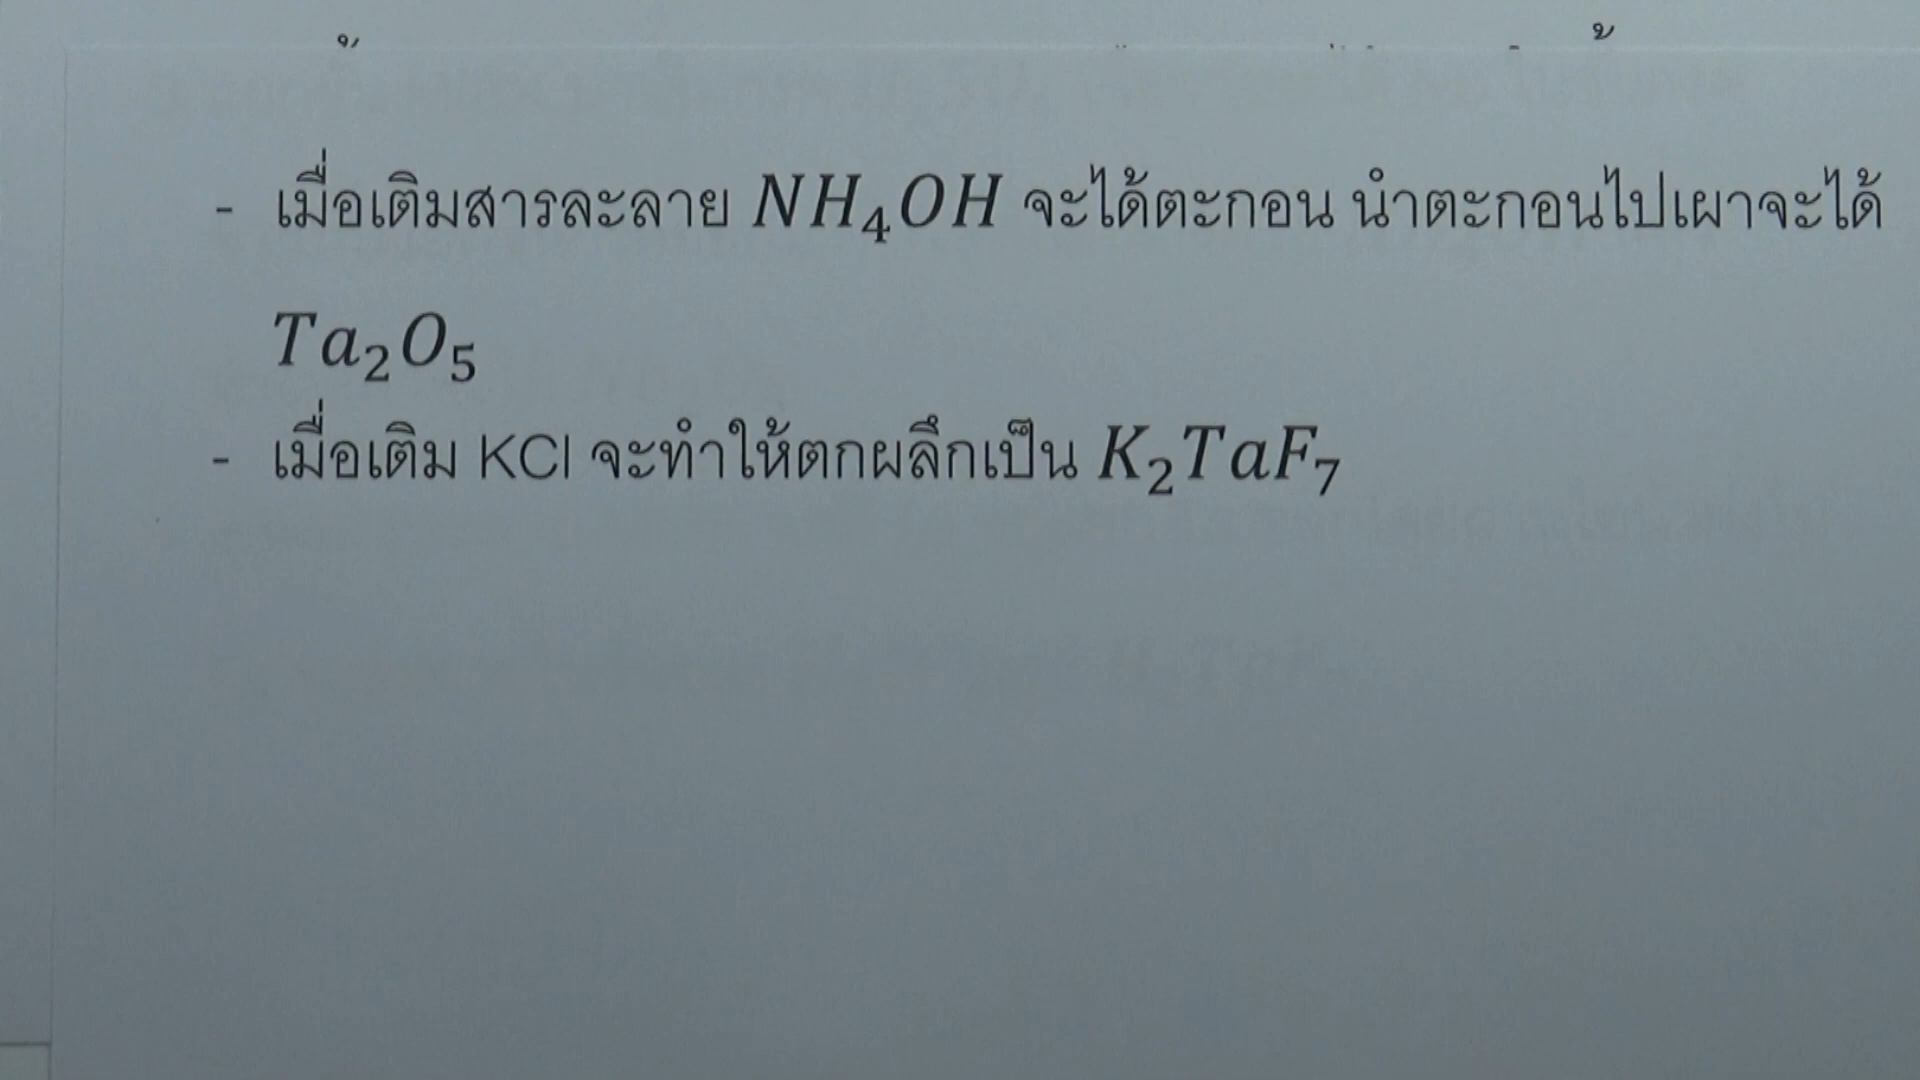 - เมื่อเติมสารละลาย NH₄OH จะได้ตะกอน นำตะกอนไปเผาจะได้
Ta₂O₅
- เมื่อเติม KCl จะทำให้ตกผลึกเป็น K₂TaF₇